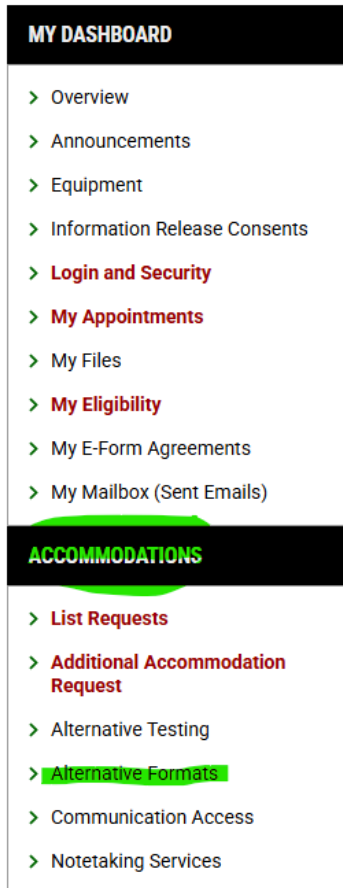 MY DASHBOARD
Overview
Announcements
Equipment
Information Release Consents
Login and Security
My Appointments
My Files
My Eligibility
My E-Form Agreements
My Mailbox (Sent Emails)
ACCOMMODATIONS
List Requests
Additional Accommodation
Request
Alternative Testing
Alternative Formats
Communication Access
Notetaking Services